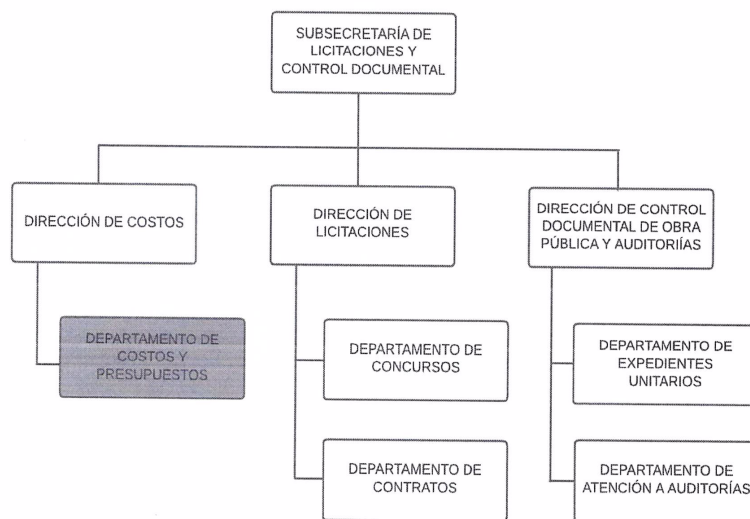 SUBSECRETARÍA DE
LICITACIONES Y
CONTROL DOCUMENTAL
DIRECCIÓN DE COSTOS
DIRECCIÓN DE
LICITACIONES
DIRECCIÓN DE CONTROL
DOCUMENTAL DE OBRA
PÚBLICA Y AUDITORIÍAS
DEPARTAMENTO DE
COSTOS Y
PRESUPUESTOS
DEPARTAMENTO DE
CONCURSOS
DEPARTAMENTO DE
EXPEDIENTES
UNITARIOS
DEPARTAMENTO DE
CONTRATOS
DEPARTAMENTO DE
ATENCIÓN A AUDITORÍAS